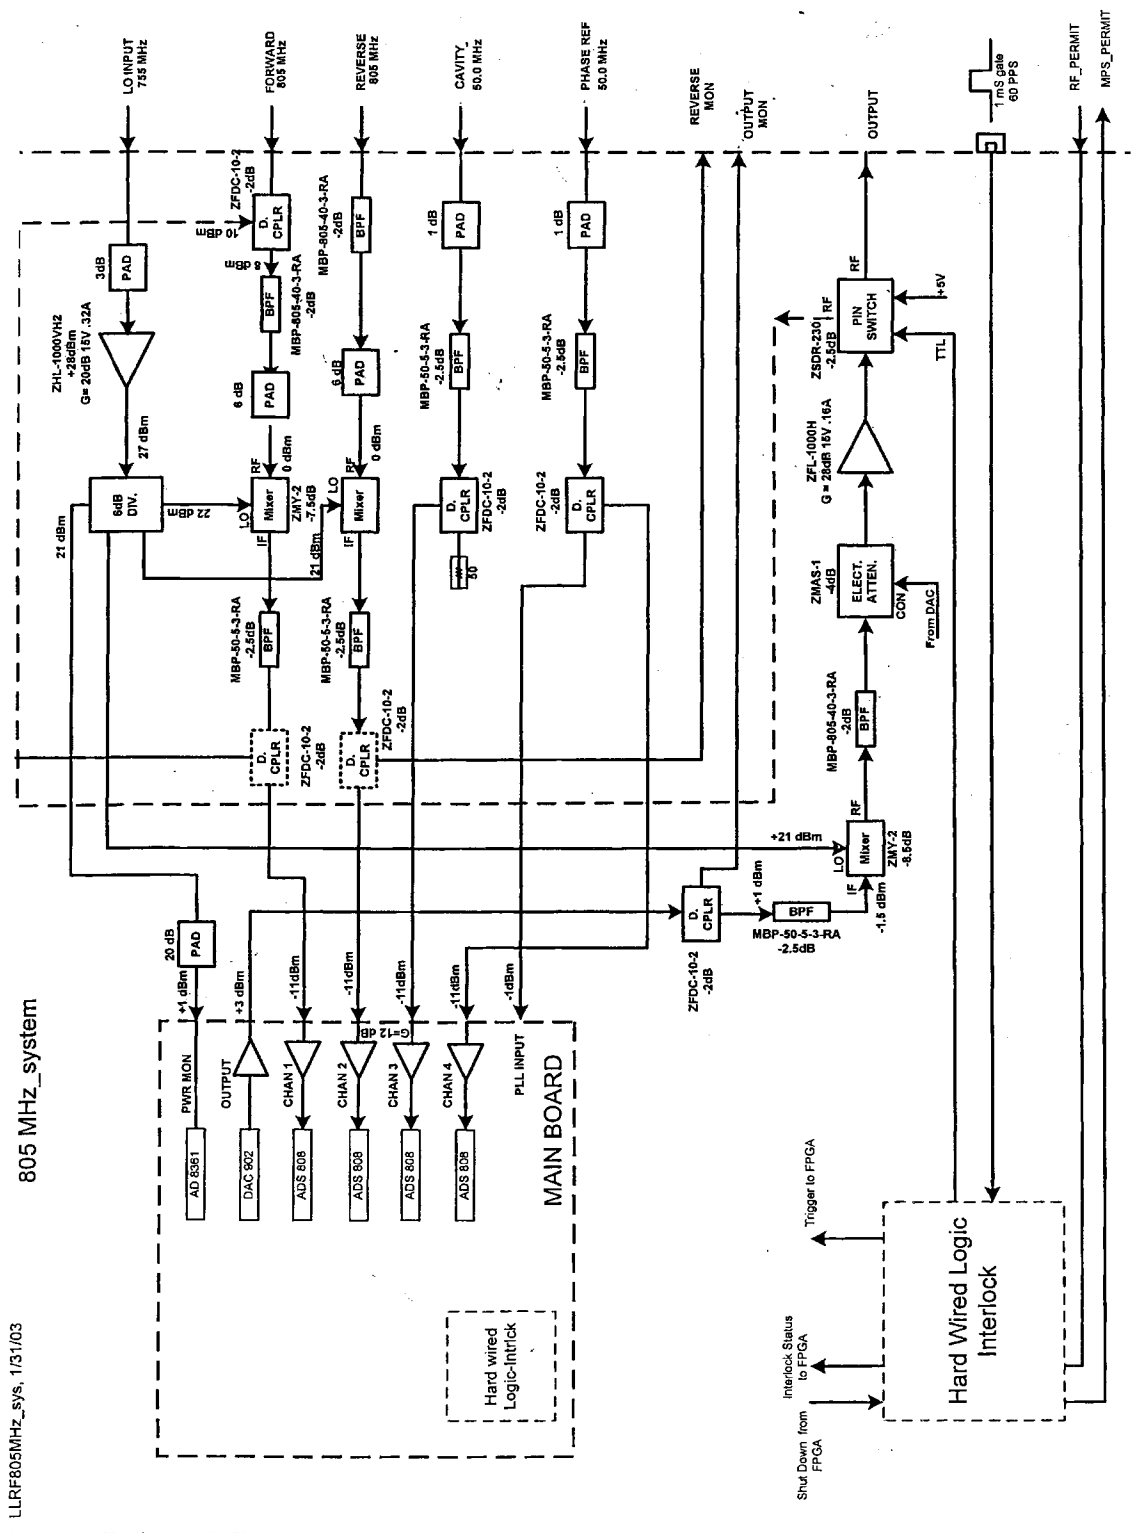 LLRF805MHz_sys, 1/31/03
805 MHz_system
LO INPUT
755 MHz
FORWARD
805 MHz
REVERSE
805 MHz
CAVITY_
50.0 MHz
PHASE REF
50.0 MHz
REVERSE
MON
OUTPUT
MON
OUTPUT
1 mS gate
60 PPS
RF_PERMIT
MPS_PERMIT
3dB
PAD
ZHL-1000VH2
+28dBm
G= 20dB 15V .32A
27 dBm
6dB
DIV.
21 dBm
22 dBm
21 dBm
10 dBm
ZFDC-10-2
-2dB
D.
CPLR
8 dBm
BPF
MBP-805-40-3-RA
-2dB
6 dB
PAD
0 dBm
RF
LO
Mixer
IF
ZMY-2
-7.5dB
MBP-50-5-3-RA
-2.5dB
BPF
D.
CPLR
ZFDC-10-2
-2dB
MBP-805-40-3-RA
-2dB
BPF
6 dB
PAD
0 dBm
RF
LO
Mixer
IF
MBP-50-5-3-RA
-2.5dB
BPF
D.
CPLR
ZFDC-10-2
-2dB
1 dB
PAD
MBP-50-5-3-RA
-2.5dB
BPF
D.
CPLR
ZFDC-10-2
-2dB
50
1 dB
PAD
MBP-50-5-3-RA
-2.5dB
BPF
ZFDC-10-2
-2dB
D.
CPLR
RF
RF
PIN
SWITCH
ZSDR-230
-2.5dB
+5V
TTL
ZFL-1000H
G = 28dB 15V .16A
ZMAS-1
-4dB
ELECT.
ATTEN.
CON
From DAC
MBP-805-40-3-RA
-2dB
BPF
RF
LO
Mixer
IF
ZMY-2
-8.5dB
+21 dBm
-1.5 dBm
+1 dBm
BPF
MBP-50-5-3-RA
-2.5dB
D.
CPLR
ZFDC-10-2
-2dB
20 dB
PAD
+1 dBm
+3 dBm
-11dBm
-11dBm
-11dBm
-11dBm
-1dBm
G=12 dB
PWR MON
OUTPUT
CHAN 1
CHAN 2
CHAN 3
CHAN 4
PLL INPUT
AD 8361
DAC 902
ADS 808
ADS 808
ADS 808
ADS 808
MAIN BOARD
Hard wired
Logic-Intrlck
Trigger to FPGA
Interlock Status
to FPGA
Shut Down from
FPGA
Hard Wired Logic
Interlock